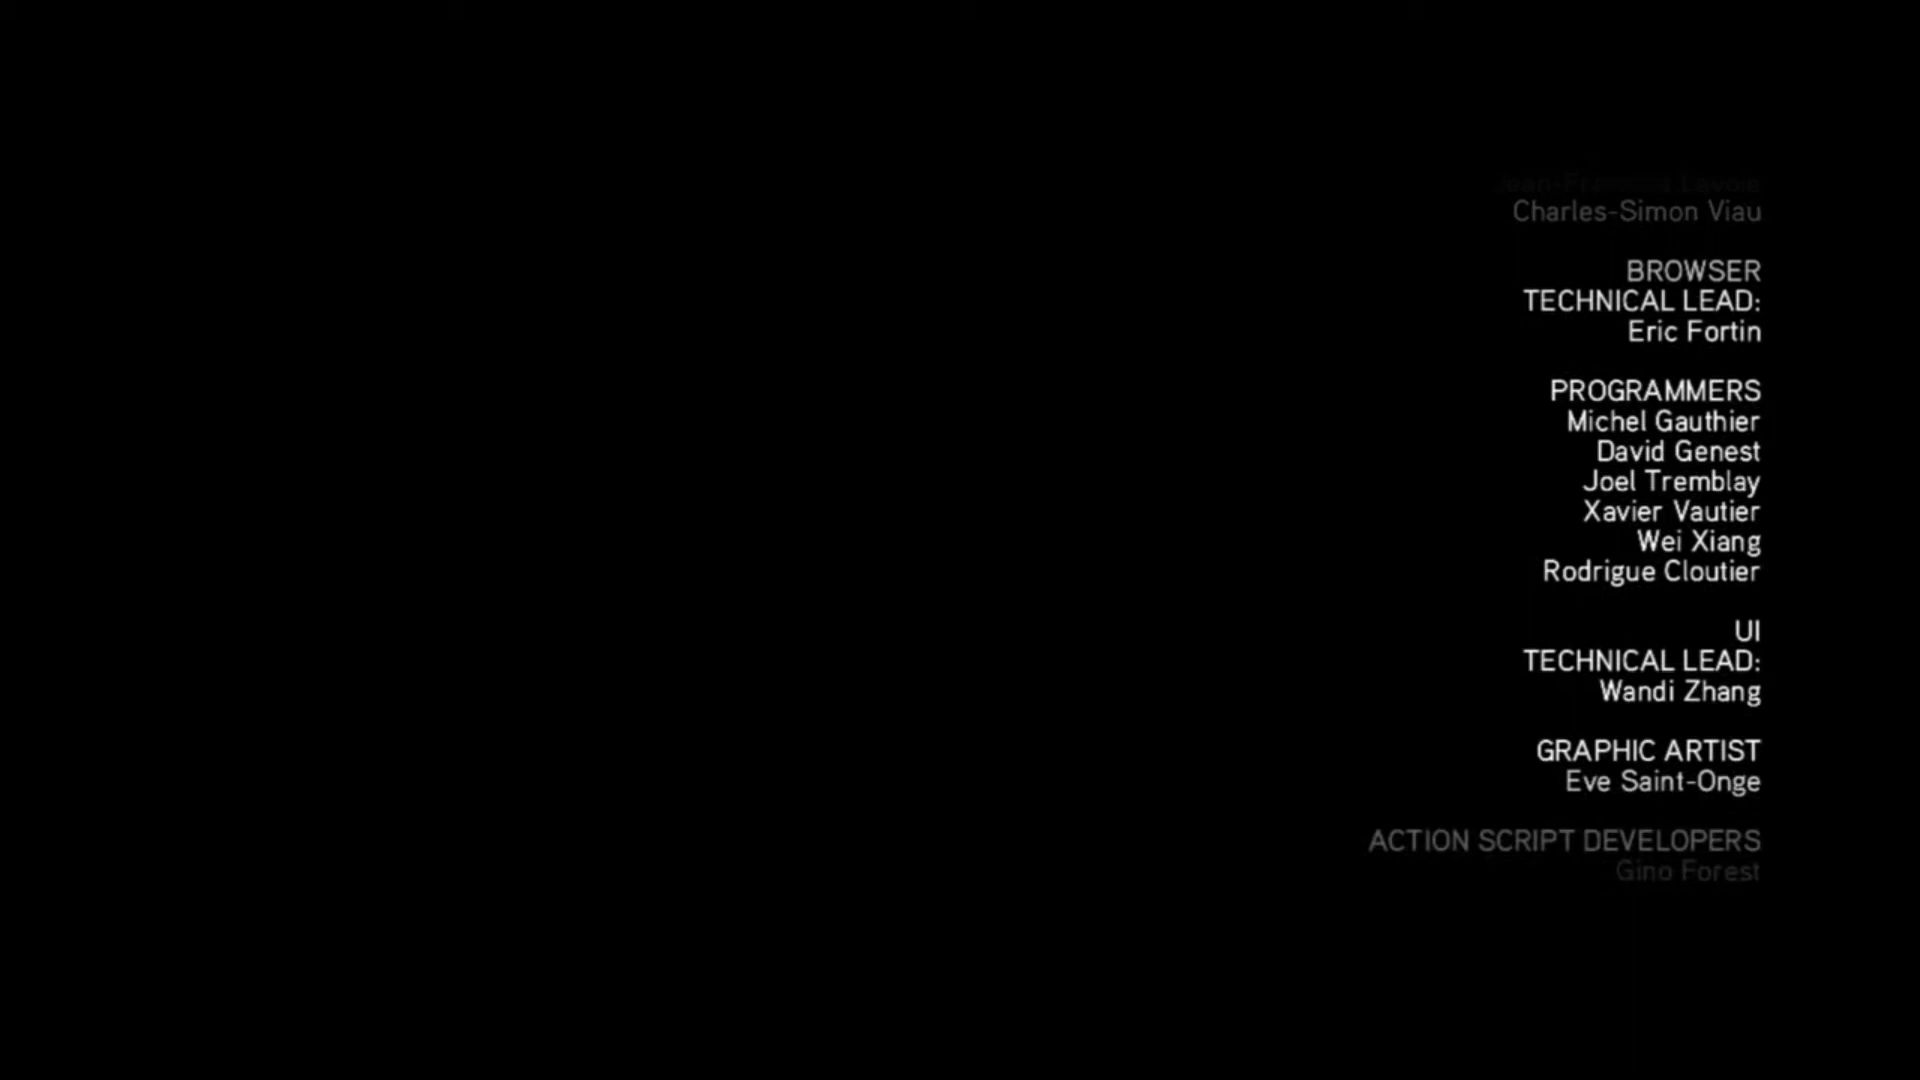 Lavoie
Charles-Simon Viau
BROWSER
TECHNICAL LEAD:
Eric Fortin
PROGRAMMERS
Michel Gauthier
David Genest
Joel Tremblay
Xavier Vautier
Wei Xiang
Rodrigue Cloutier
UI
TECHNICAL LEAD:
Wandi Zhang
GRAPHIC ARTIST
Eve Saint-Onge
ACTION SCRIPT DEVELOPERS
Gino Forest